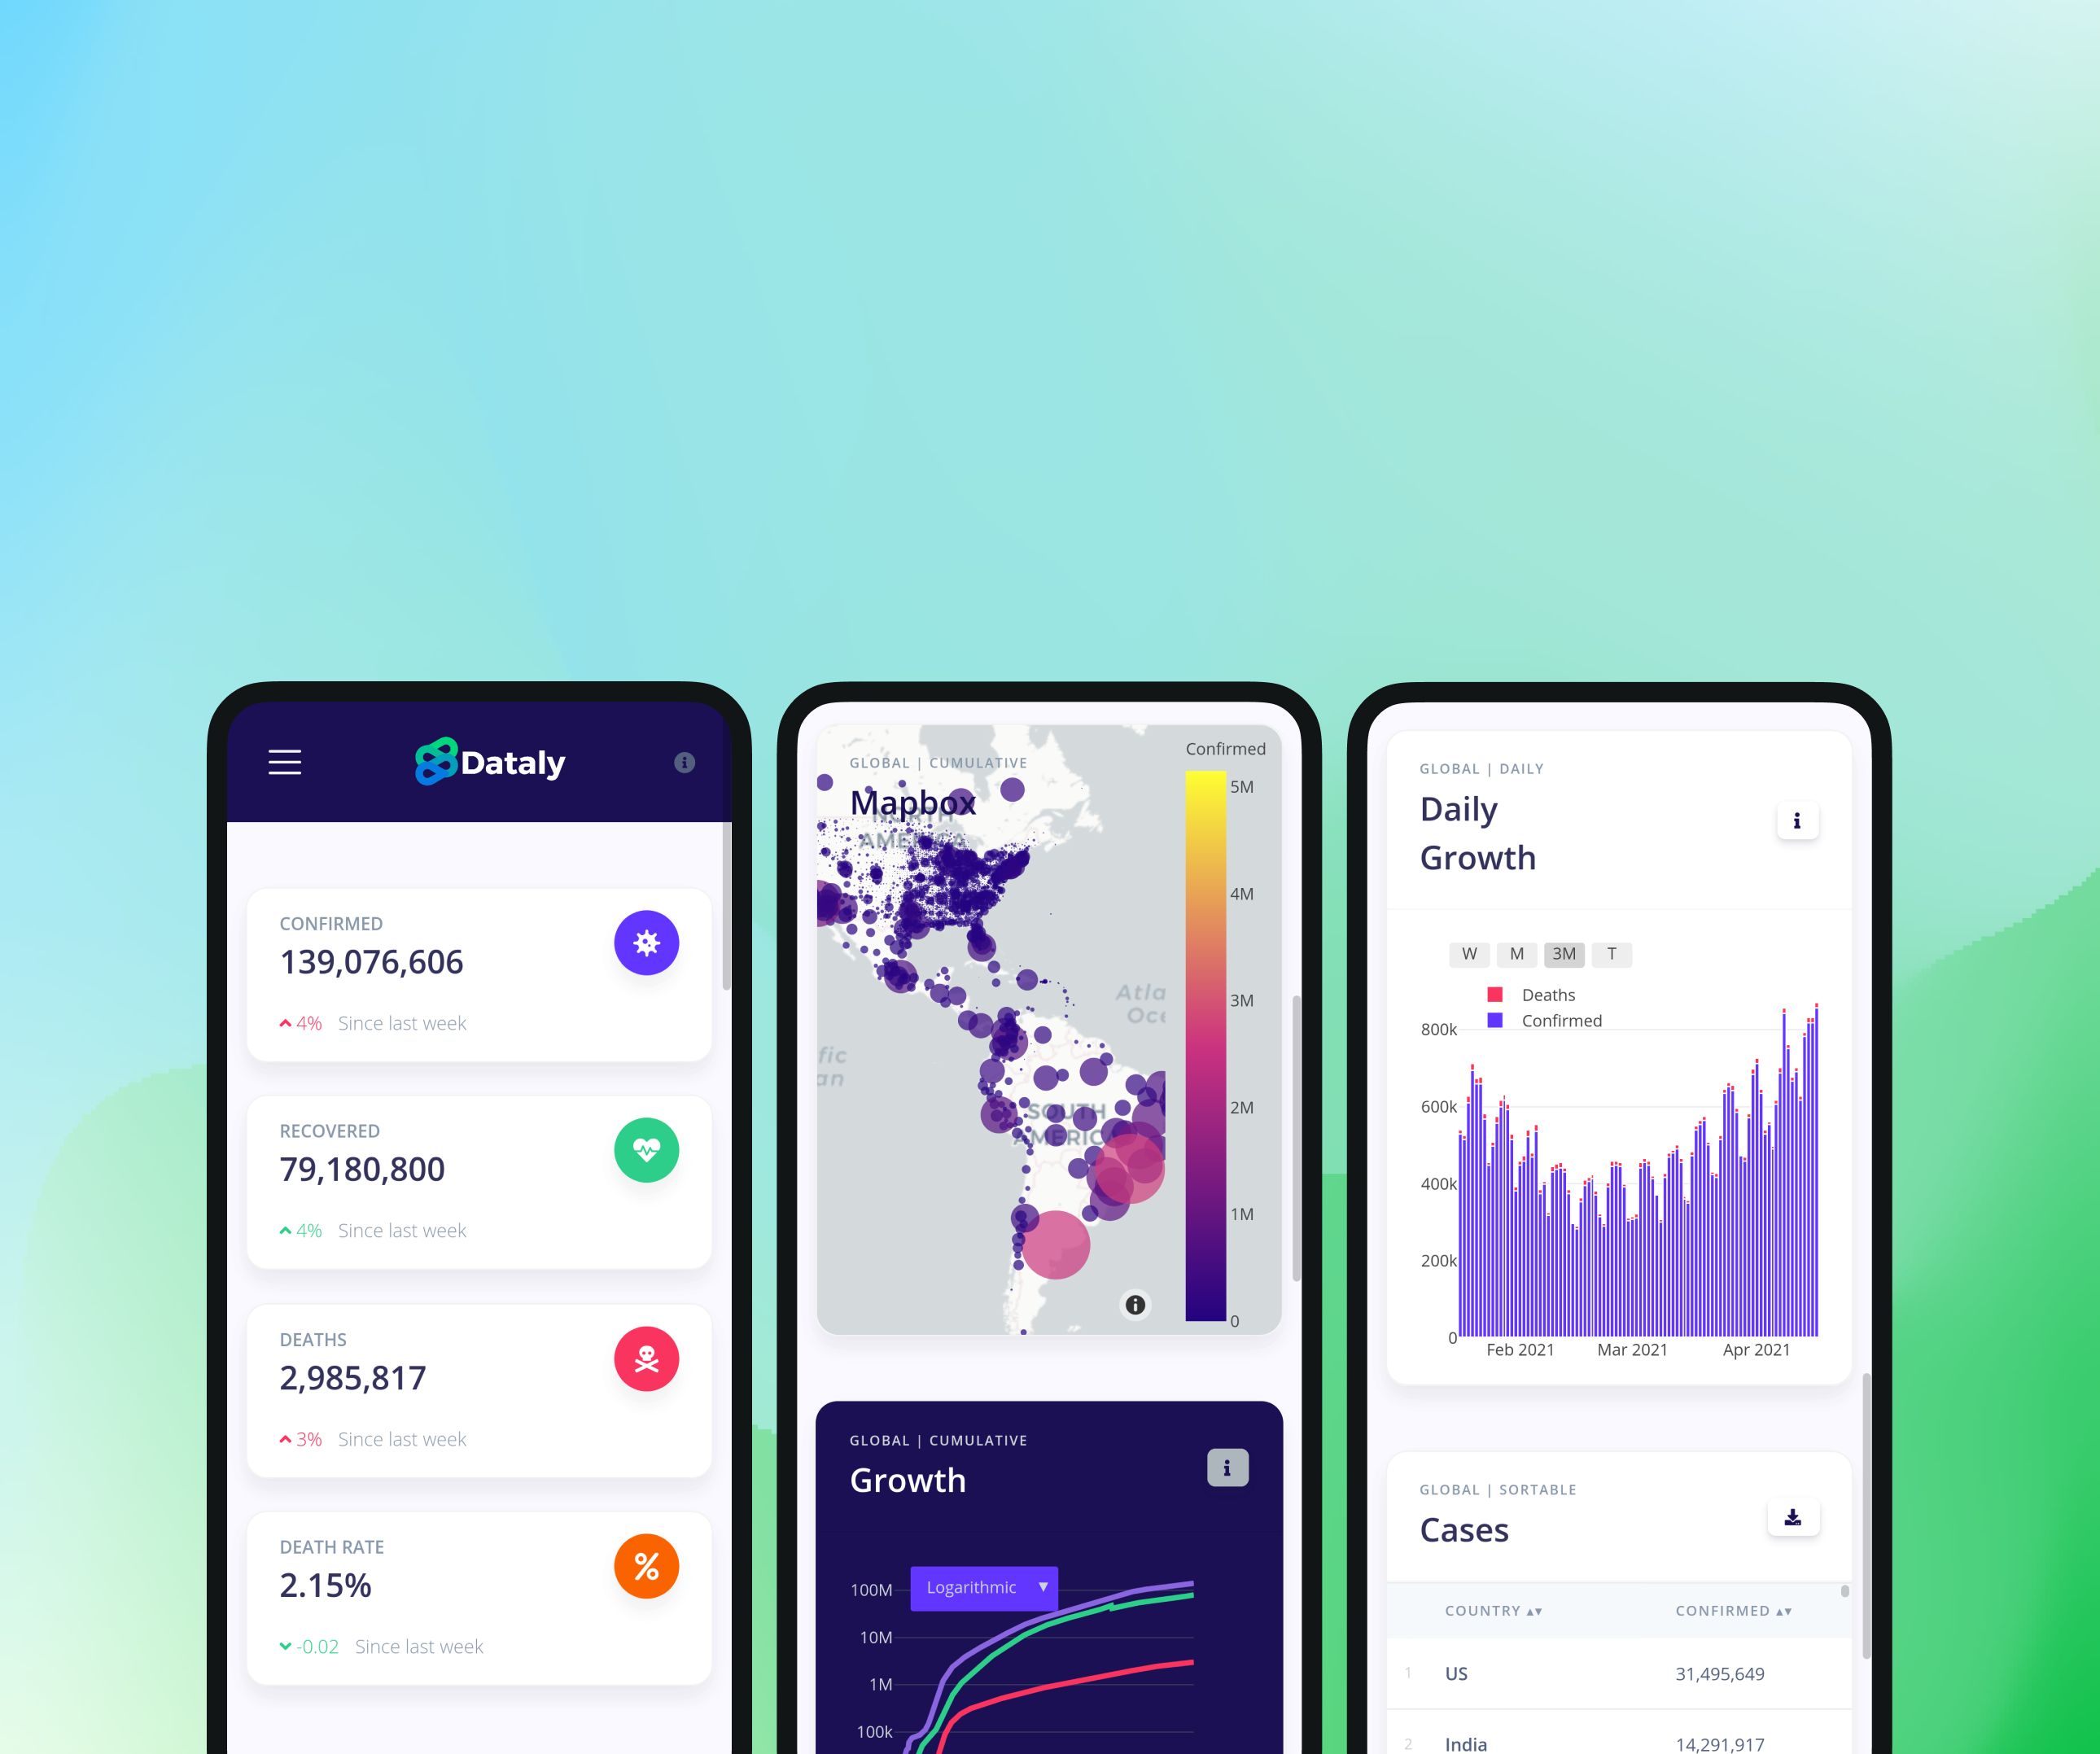 Dataly
CONFIRMED
139,076,606
4% Since last week
RECOVERED
79,180,800
4% Since last week
DEATHS
2,985,817
3% Since last week
DEATH RATE
2.15%
-0.02 Since last week
GLOBAL | CUMULATIVE
Mapbox
NORTH
AMERICA
Confirmed
5M
4M
3M
2M
1M
0
Atla
Oce
fic
an
SOUTH
AMERIC
GLOBAL | CUMULATIVE
Growth
Logarithmic ▼
100M
10M
1M
100k
GLOBAL | DAILY
Daily
Growth
W M 3M T
Deaths
Confirmed
800k
600k
400k
200k
0
Feb 2021 Mar 2021 Apr 2021
GLOBAL | SORTABLE
Cases
COUNTRY ▲▼ CONFIRMED ▲▼
1 US 31,495,649
2 India 14,291,917